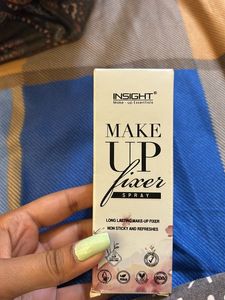 INSIGHT®
Make - up Essentials
MAKE
UP
fixer
SPRAY
LONG LASTING MAKE-UP FIXER
NON STICKY AND REFRESHES